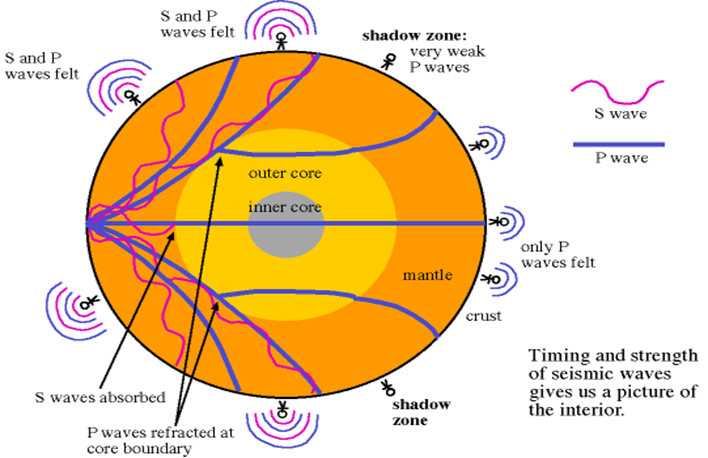 S and P
waves felt
S and P
waves felt
shadow zone:
very weak
P waves
S wave
P wave
outer core
inner core
only P
waves felt
mantle
crust
Timing and strength
of seismic waves
gives us a picture of
the interior.
S waves absorbed
shadow
zone
P waves refracted at
core boundary